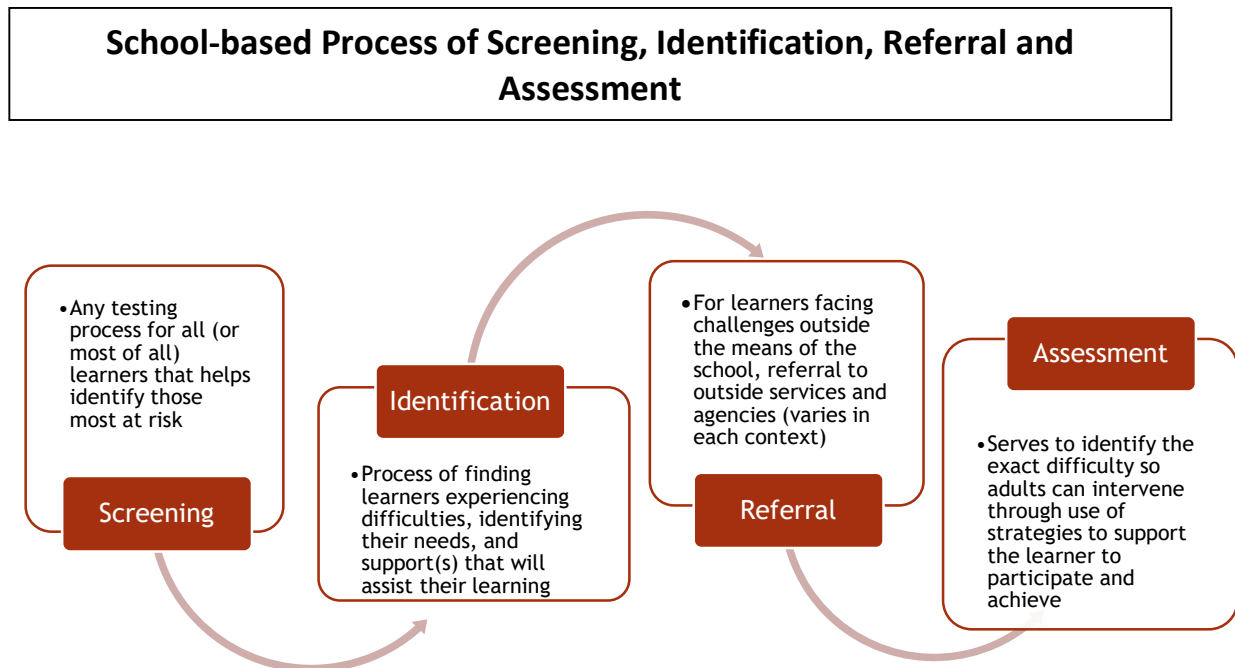 School-based Process of Screening, Identification, Referral and
Assessment
•Any testing
process for all (or
most of all)
learners that helps
identify those
most at risk
Screening
Identification
•Process of finding
learners experiencing
difficulties, identifying
their needs, and
support(s) that will
assist their learning
•For learners facing
challenges outside
the means of the
school, referral to
outside services and
agencies (varies in
each context)
Referral
Assessment
•Serves to identify the
exact difficulty so
adults can intervene
through use of
strategies to support
the learner to
participate and
achieve